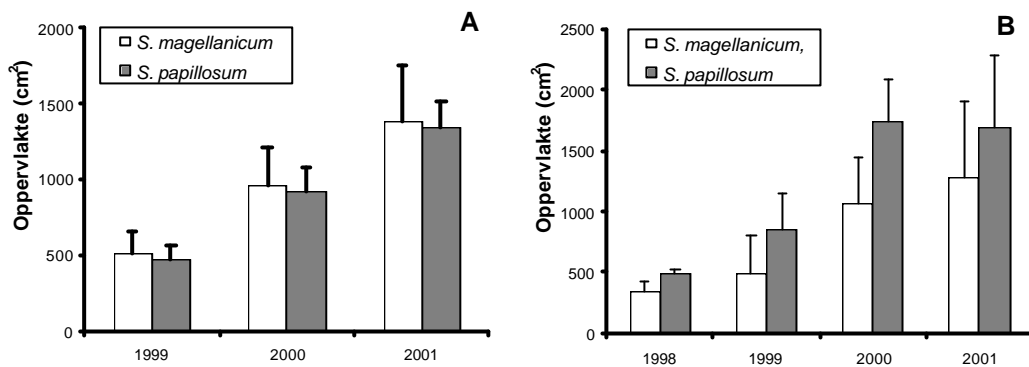 A
S. magellanicum
S. papillosum
Oppervlakte (cm²)
2000
1500
1000
500
0
1999 2000 2001
B
S. magellanicum,
S. papillosum
Oppervlakte (cm²)
2500
2000
1500
1000
500
0
1998 1999 2000 2001